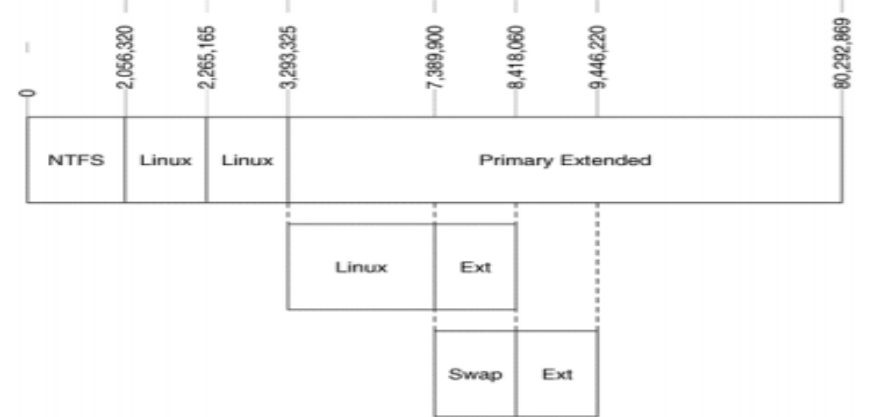 0
2,056,320
2,265,165
3,293,325
7,389,900
8,418,060
9,446,220
80,292,869
NTFS Linux Linux Primary Extended
Linux Ext
Swap Ext